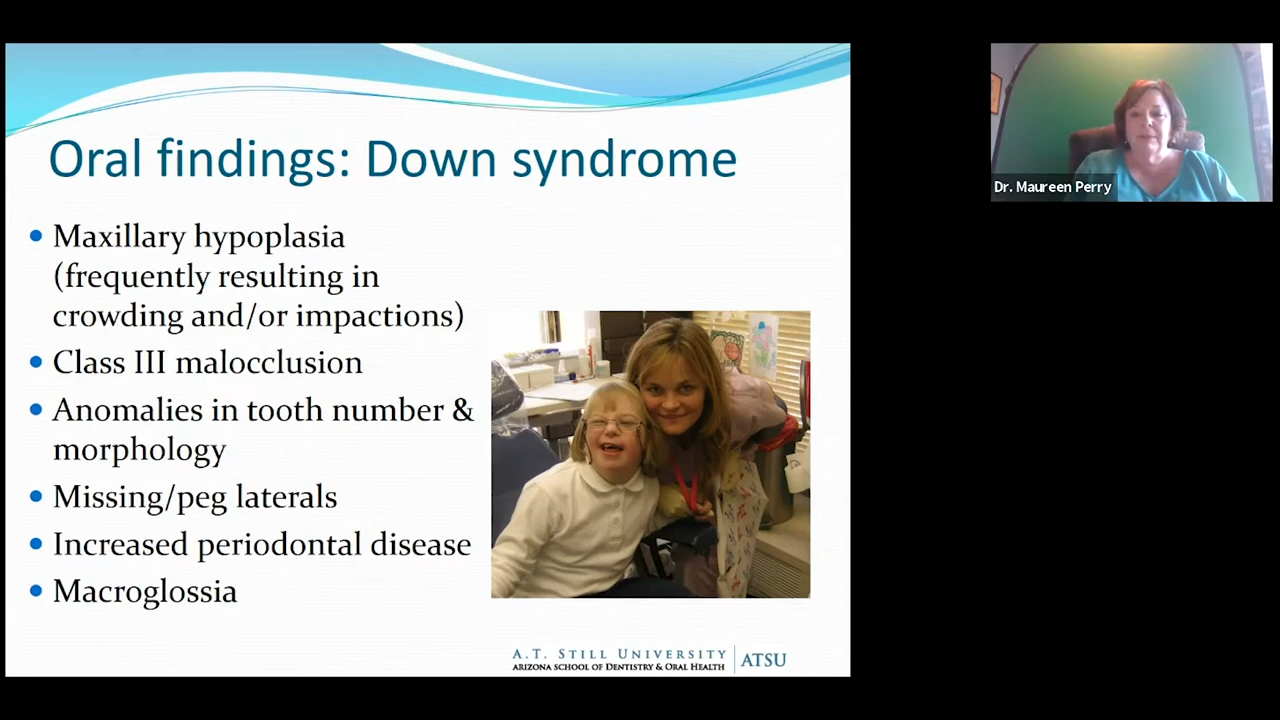 Oral findings: Down syndrome
Maxillary hypoplasia
(frequently resulting in
crowding and/or impactions)
Class III malocclusion
Anomalies in tooth number &
morphology
Missing/peg laterals
Increased periodontal disease
Macroglossia
A.T. STILL UNIVERSITY
ARIZONA SCHOOL OF DENTISTRY & ORAL HEALTH
ATSU
Dr. Maureen Perry